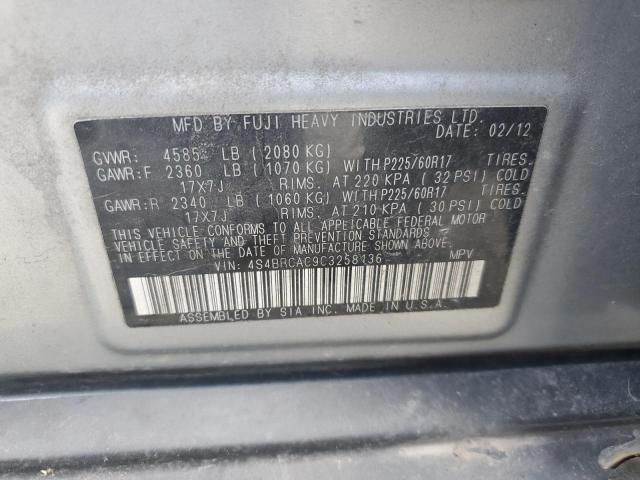 MFD BY FUJI HEAVY INDUSTRIES LTD.
DATE: 02/12
GVWR: 4585 LB (2080 KG)
GAWR:F 2360 LB (1070 KG) WITH P225/60R17 TIRES.
17X7J RIMS. AT 220 KPA (32 PSI) COLD
GAWR:R 2340 LB (1060 KG) WITH P225/60R17 TIRES.
17X7J RIMS. AT 210 KPA (30 PSI) COLD
THIS VEHICLE CONFORMS TO ALL APPLICABLE FEDERAL MOTOR
VEHICLE SAFETY AND THEFT PREVENTION STANDARDS
IN EFFECT ON THE DATE OF MANUFACTURE SHOWN ABOVE.
VIN: 4S4BRCAC9C3258136 MPV
ASSEMBLED BY SIA INC. MADE IN U.S.A.